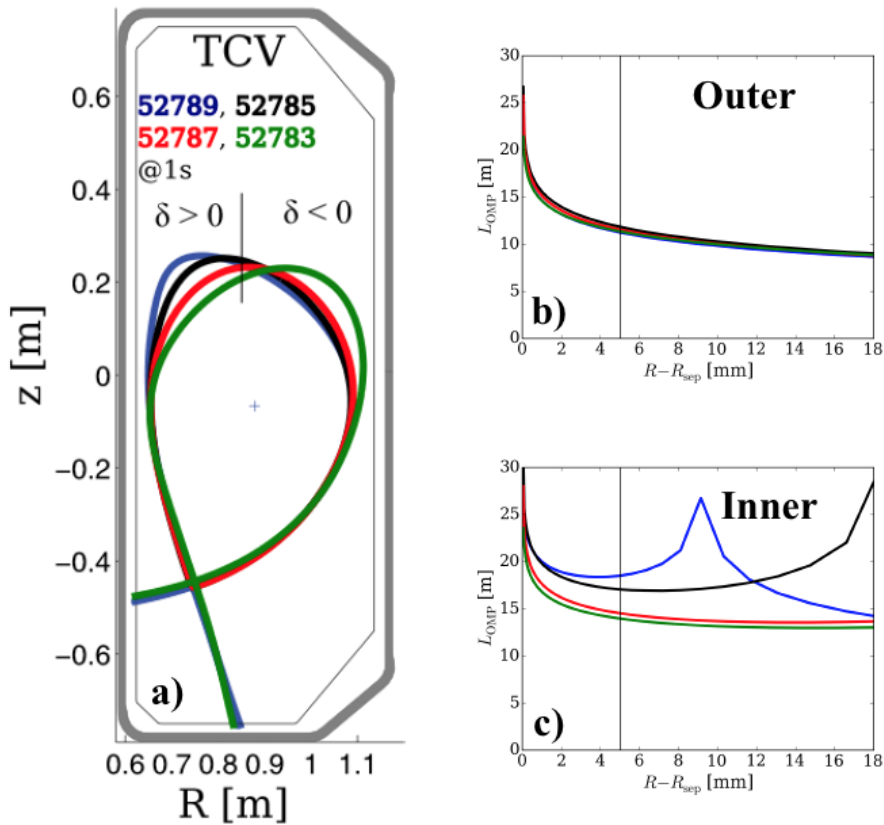 TCV
52789, 52785
52787, 52783
@1s
δ > 0 δ < 0
0.6
0.4
0.2
0
−0.2
−0.4
−0.6
z [m]
a)
0.6 0.7 0.8 0.9 1 1.1
R [m]
Outer
30
25
20
15
10
5
0
L_OMP [m]
b)
0 2 4 6 8 10 12 14 16 18
R−R_sep [mm]
Inner
30
25
20
15
10
5
0
L_OMP [m]
c)
0 2 4 6 8 10 12 14 16 18
R−R_sep [mm]